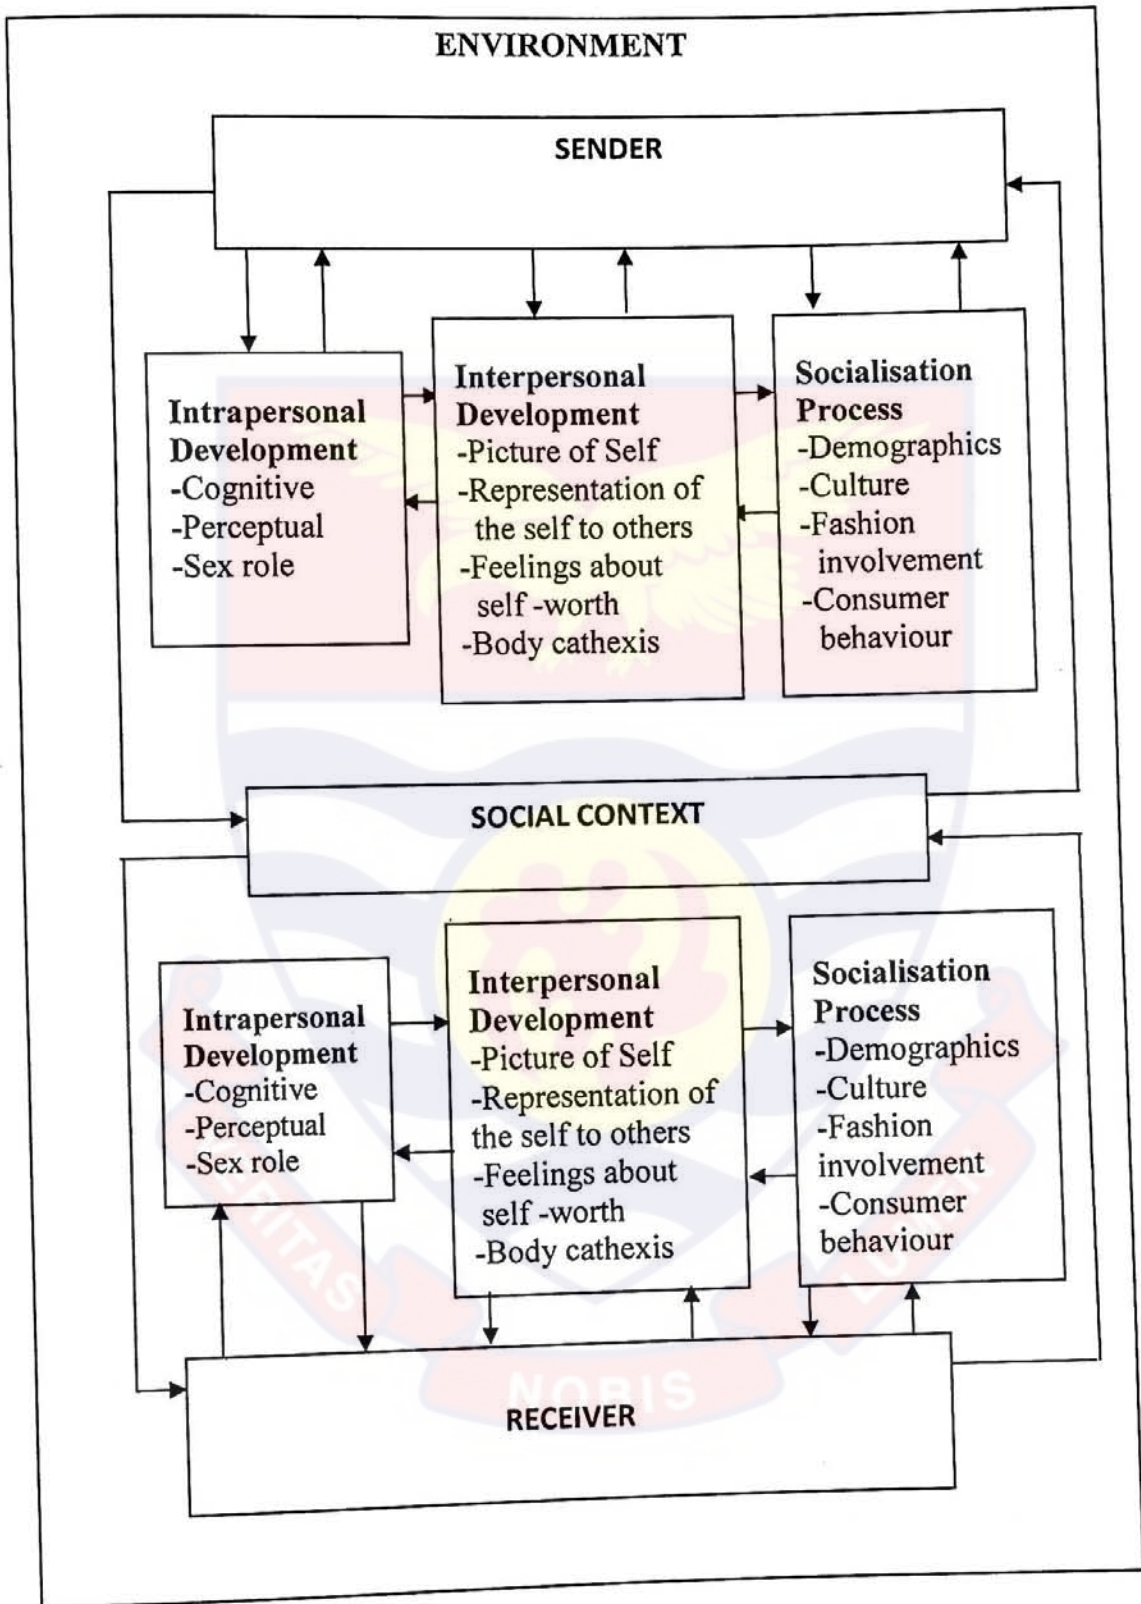 ENVIRONMENT
SENDER
Intrapersonal
Development
-Cognitive
-Perceptual
-Sex role
Interpersonal
Development
-Picture of Self
-Representation of
the self to others
-Feelings about
self -worth
-Body cathexis
Socialisation
Process
-Demographics
-Culture
-Fashion
involvement
-Consumer
behaviour
SOCIAL CONTEXT
Intrapersonal
Development
-Cognitive
-Perceptual
-Sex role
Interpersonal
Development
-Picture of Self
-Representation of
the self to others
-Feelings about
self -worth
-Body cathexis
Socialisation
Process
-Demographics
-Culture
-Fashion
involvement
-Consumer
behaviour
RECEIVER
VERITAS
NOBIS